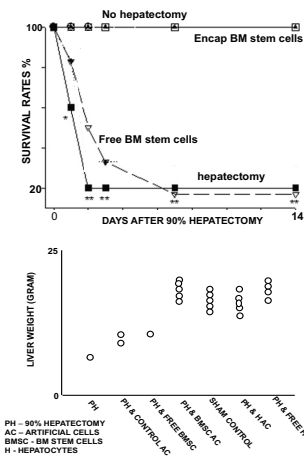 No hepatectomy
100
Encap BM stem cells
SURVIVAL RATES %
*
Free BM stem cells
hepatectomy
20
** ** ** **
0
14
DAYS AFTER 90% HEPATECTOMY
25
LIVER WEIGHT (GRAM)
0
PH
PH & CONTROL AC
PH & FREE BMSC
PH & BMSC AC
SHAM CONTROL
PH & H AC
PH & FREE H
PH – 90% HEPATECTOMY
AC – ARTIFICIAL CELLS
BMSC - BM STEM CELLS
H - HEPATOCYTES